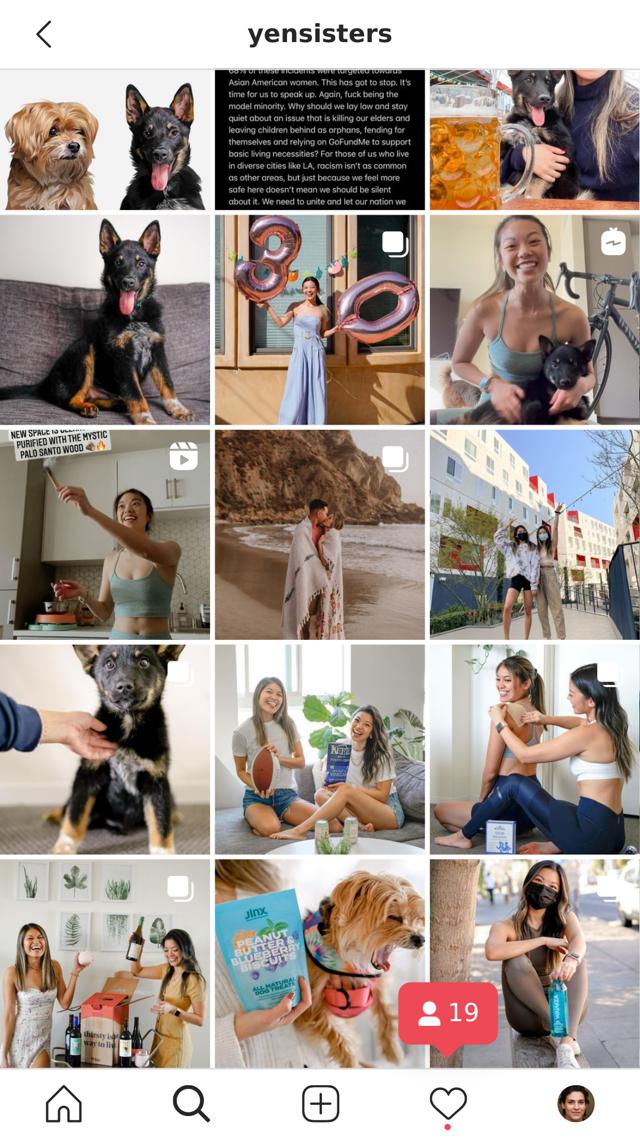 yensisters
68% of these incidents were targeted towards
Asian American women. This has got to stop. It's
time for us to speak up. Again, fuck being the
model minority. Why should we lay low and stay
quiet about an issue that is killing our elders and
leaving children behind as orphans, fending for
themselves and relying on GoFundMe to support
basic living necessities? For those of us who live
in diverse cities like LA, racism isn't as common
as other areas, but just because we feel more
safe here doesn't mean we should be silent
about it. We need to unite and let our nation we
30
PURIFIED WITH THE MYSTIC
PALO SANTO WOOD
thirsty is a
way to live
Jinx
PEANUT
BUTTER &
BLUEBERRY
BISCUITS
ALL NATURAL
DOG TREATS
19